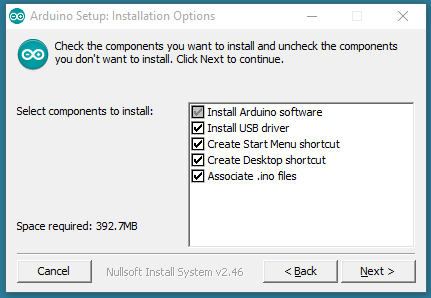 Arduino Setup: Installation Options
Check the components you want to install and uncheck the components
you don't want to install. Click Next to continue.
Select components to install:
Install Arduino software
Install USB driver
Create Start Menu shortcut
Create Desktop shortcut
Associate .ino files
Space required: 392.7MB
Cancel
Nullsoft Install System v2.46
< Back
Next >